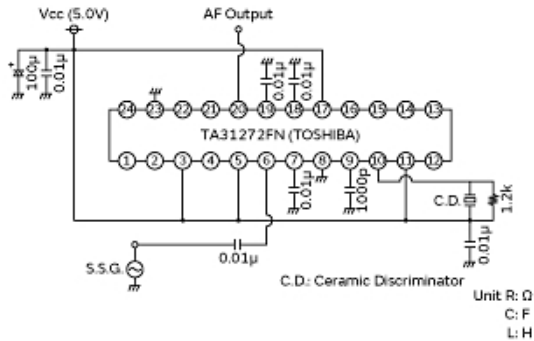 Vcc (5.0V)
AF Output
+
100μ
0.01μ
0.01μ
0.01μ
24 23 22 21 20 19 18 17 16 15 14 13
TA31272FN (TOSHIBA)
1 2 3 4 5 6 7 8 9 10 11 12
0.01μ
1000p
C.D.
1.2k
0.01μ
S.S.G.
0.01μ
C.D.: Ceramic Discriminator
Unit R: Ω
C: F
L: H